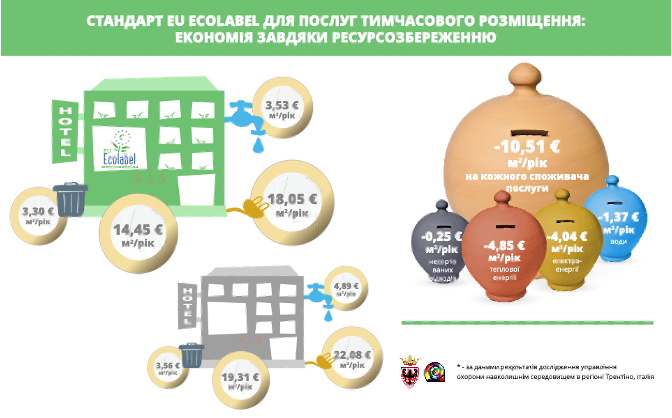 СТАНДАРТ EU ECOLABEL ДЛЯ ПОСЛУГ ТИМЧАСОВОГО РОЗМІЩЕННЯ:
ЕКОНОМІЯ ЗАВДЯКИ РЕСУРСОЗБЕРЕЖЕННЮ
HOTEL
Ecolabel
3,53 €
м²/рік
18,05 €
м²/рік
3,30 €
м²/рік
14,45 €
м²/рік
-10,51 €
м²/рік
на кожного споживача
послуги
-0,25 €
м²/рік
-4,85 €
м²/рік
теплової
енергії
-4,04 €
м²/рік
електро-
енергії
-1,37 €
м²/рік
води
HOTEL
4,89 €
м²/рік
22,08 €
м²/рік
3,56 €
м²/рік
19,31 €
м²/рік
* - за даними результатів дослідження управління
охорони навколишнім середовищем в регіоні Трентіно, Італія